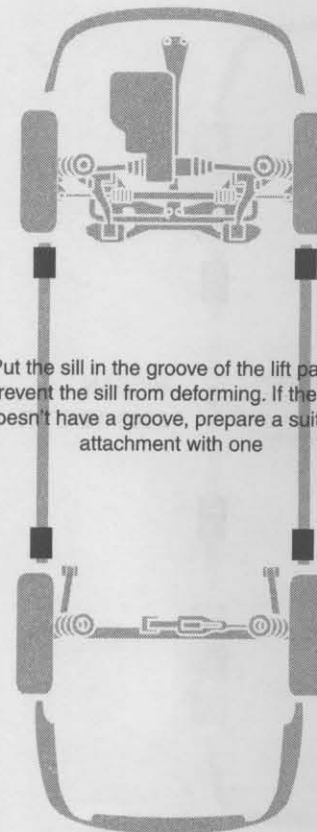 Put the sill in the groove of the lift pa
revent the sill from deforming. If the
oesn't have a groove, prepare a suit
attachment with one